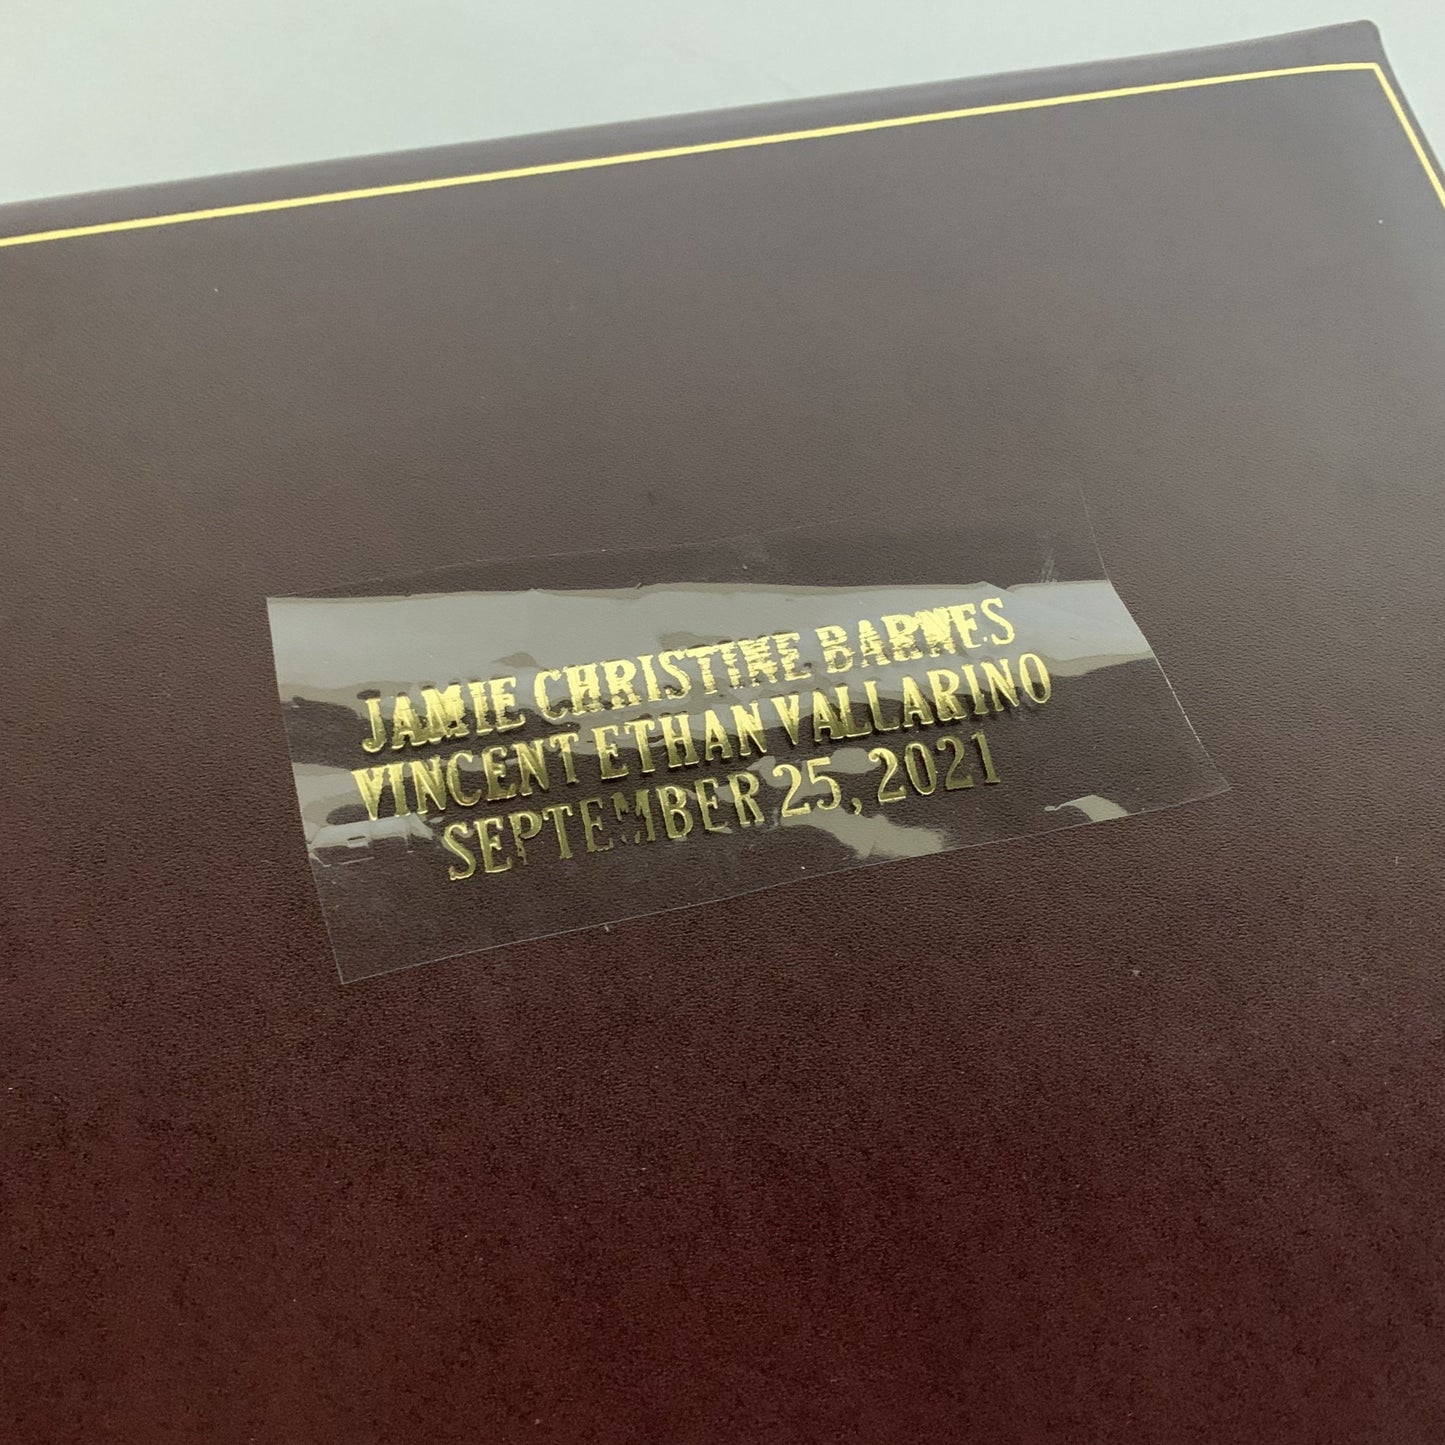 JAMIE CHRISTINE BARNES
VINCENT ETHAN VALLARINO
SEPTEMBER 25, 2021